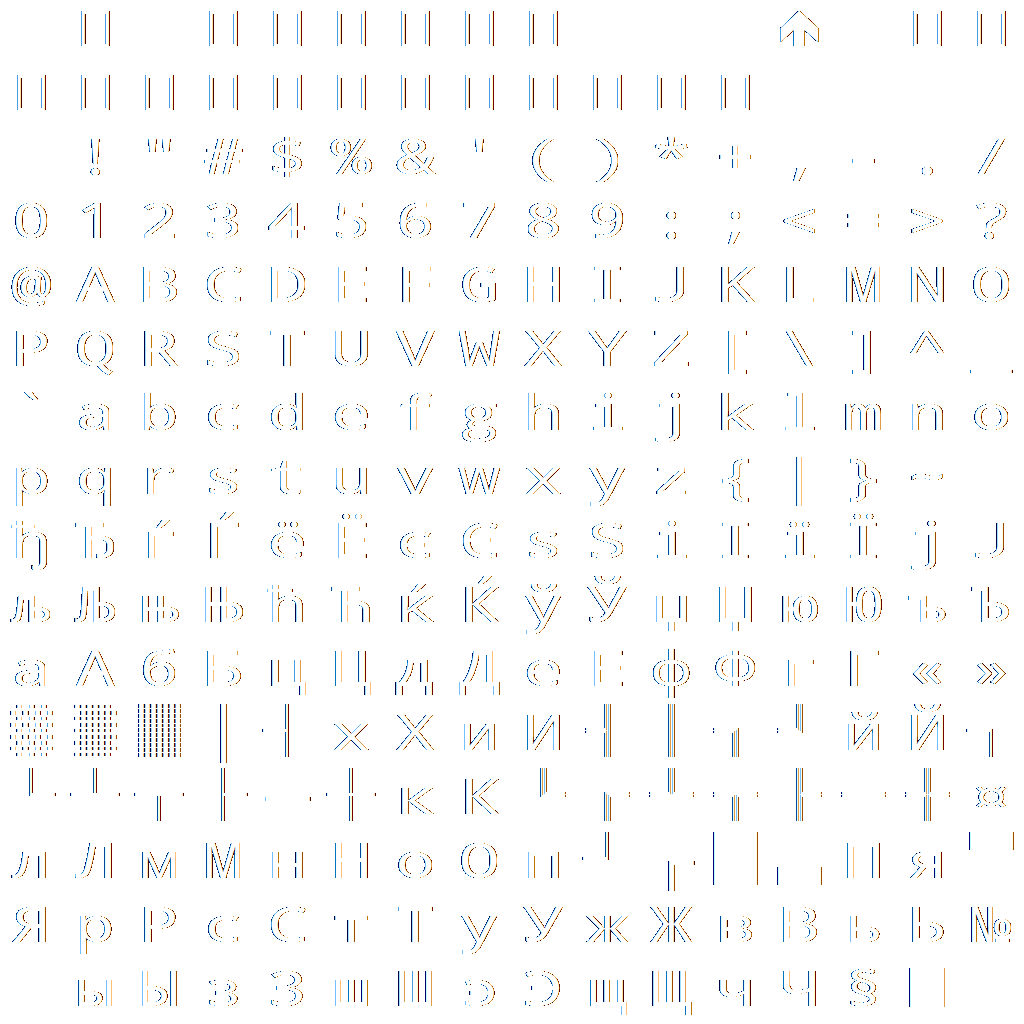 ! " # $ % & ' ( ) * + , - . /
0 1 2 3 4 5 6 7 8 9 : ; < = > ?
@ A B C D E F G H I J K L M N O
P Q R S T U V W X Y Z [ \ ] ^ _
` a b c d e f g h i j k l m n o
p q r s t u v w x y z { | } ~
ђ Ђ ѓ Ѓ ё Ё є Є ѕ Ѕ і І ї Ї ј Ј
љ Љ њ Њ ћ Ћ ќ Ќ ў Ў џ Џ ю Ю ъ Ъ
а А б Б ц Ц д Д е Е ф Ф г Г « »
░ ▒ ▓ │ ┤ х Х и И ╣ ║ ╗ ╝ й Й ┐
└ ┴ ┬ ├ ─ ┼ к К ╚ ╔ ╩ ╦ ╠ ═ ╬ ¤
л Л м М н Н о О п ┘ ┌ █ ▄ П я ▀
Я р Р с С т Т у У ж Ж в В ь Ь №
ы Ы з З ш Ш э Э щ Щ ч Ч § ■